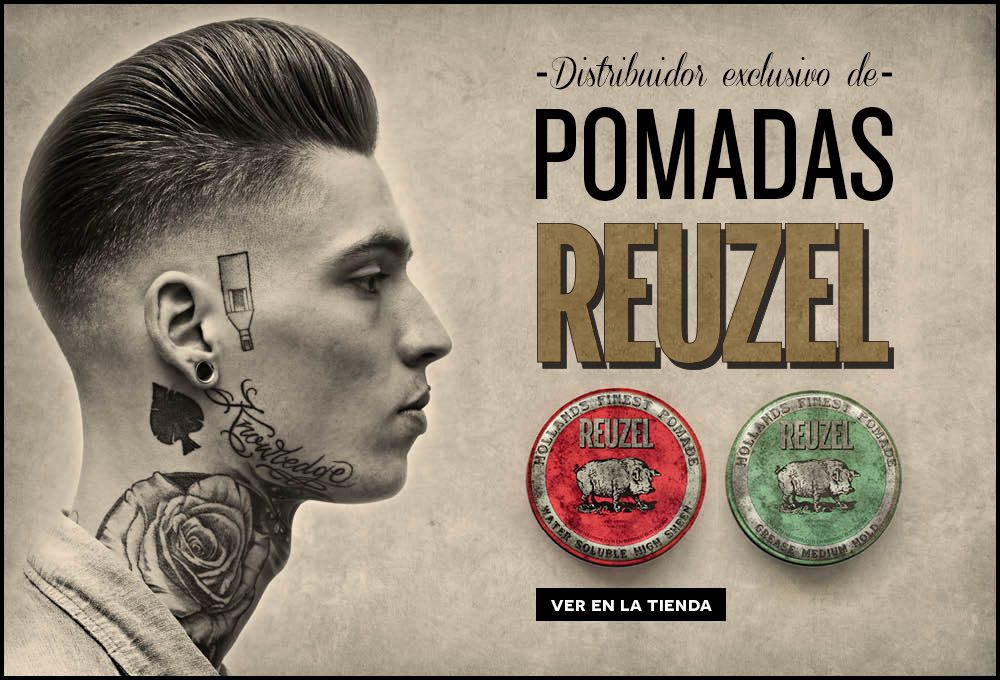 -Distribuidor exclusivo de-
POMADAS
REUZEL
HOLLANDS FINEST POMADE
REUZEL
WATER SOLUBLE HIGH SHEEN
HOLLANDS FINEST POMADE
REUZEL
GREASE MEDIUM HOLD
Knowledge
VER EN LA TIENDA